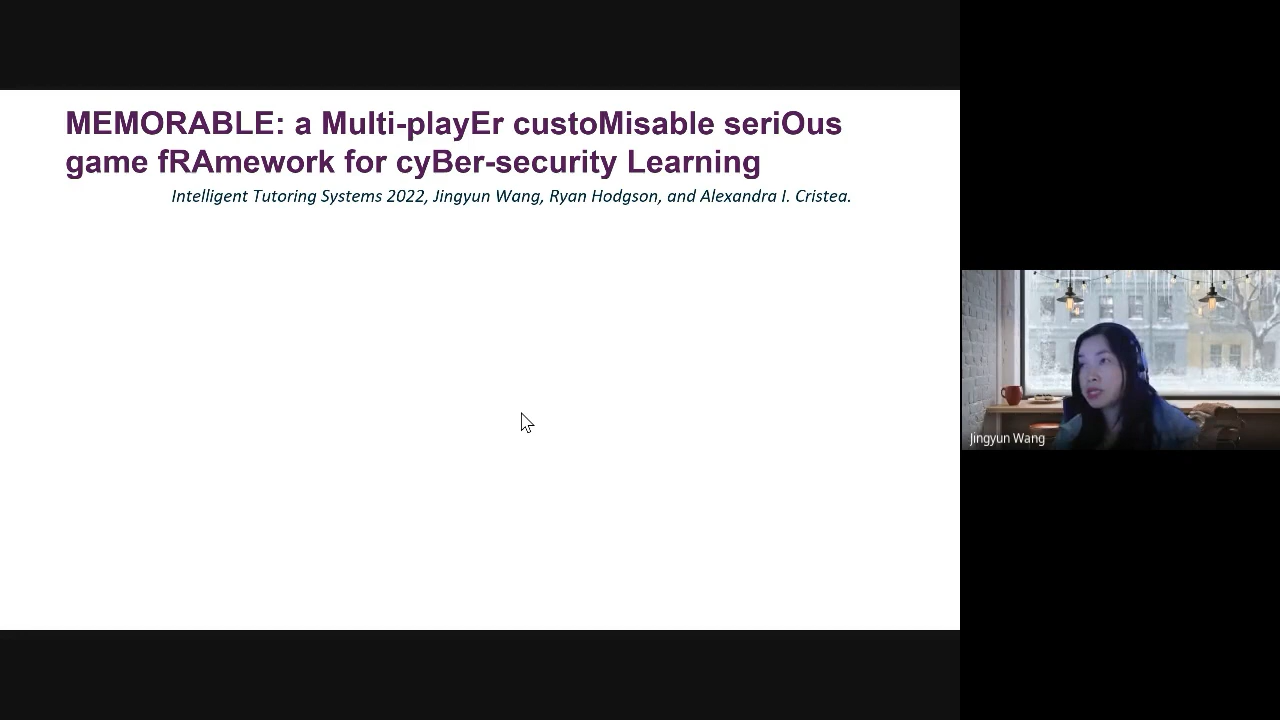 MEMORABLE: a Multi-playEr custoMisable seriOus
game fRAmework for cyBer-security Learning
Intelligent Tutoring Systems 2022, Jingyun Wang, Ryan Hodgson, and Alexandra I. Cristea.
Jingyun Wang